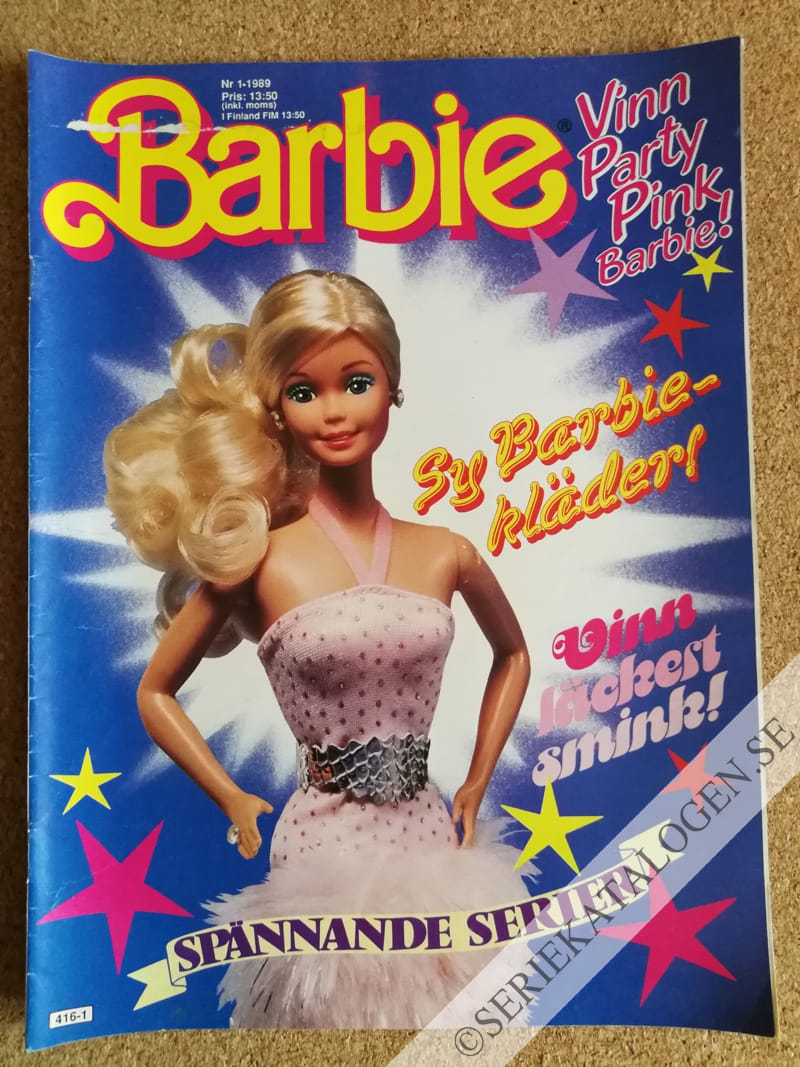 Nr 1•1989
Pris: 13:50
(inkl. moms)
I Finland FIM 13:50
Barbie®
Vinn
Party
Pink
Barbie!
Sy Barbie-
kläder!
Vinn
läckert
smink!
SPÄNNANDE SERIER
416-1
© SERIEKATALOGEN.SE